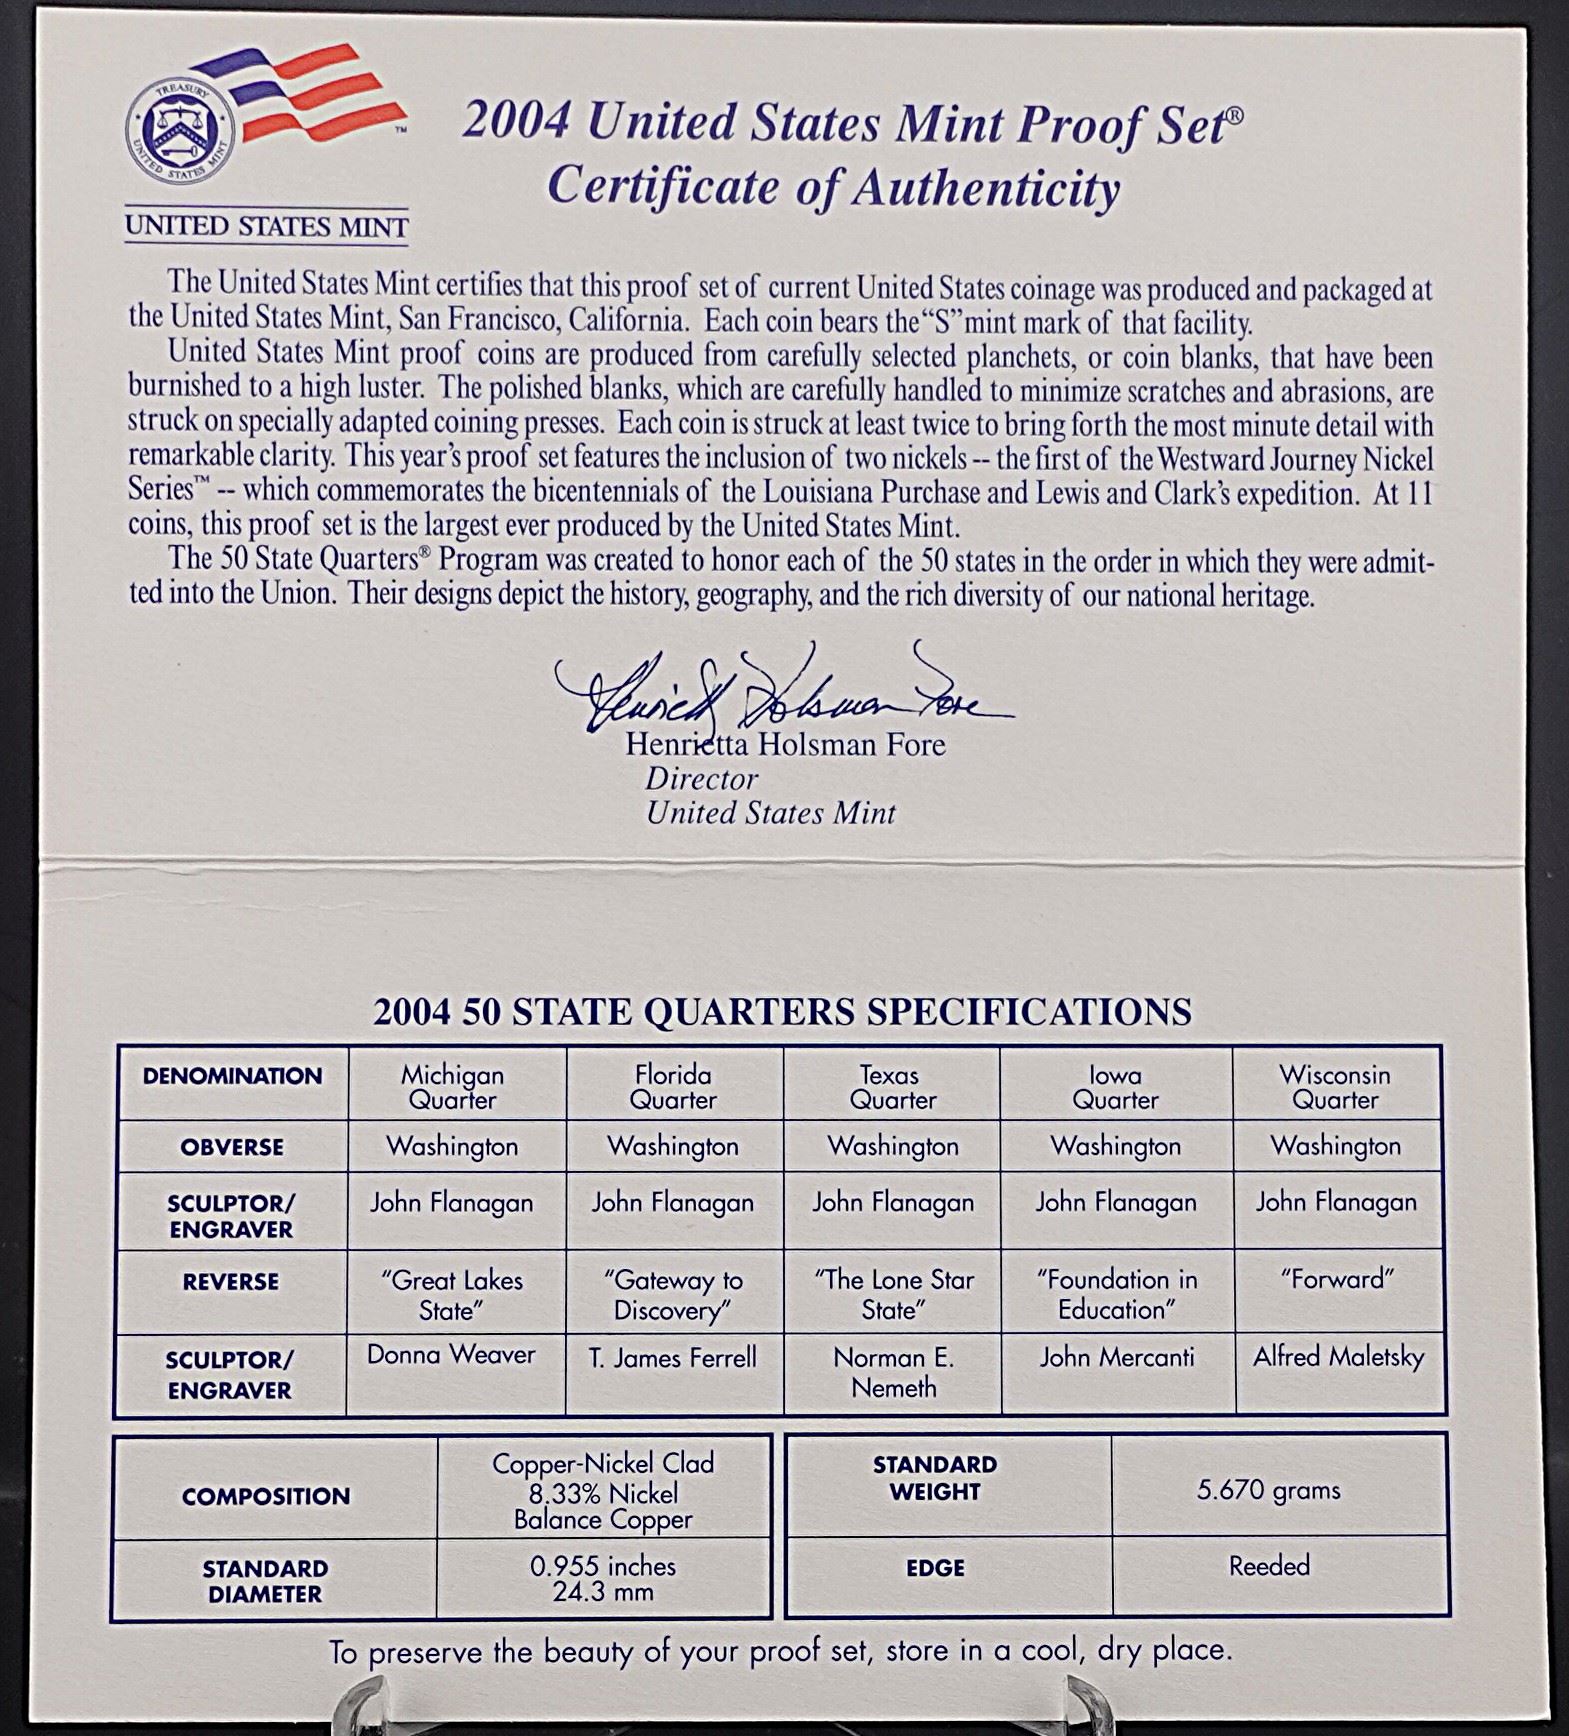 TREASURY
UNITED STATES MINT
™
UNITED STATES MINT
2004 United States Mint Proof Set®
Certificate of Authenticity
The United States Mint certifies that this proof set of current United States coinage was produced and packaged at
the United States Mint, San Francisco, California. Each coin bears the “S” mint mark of that facility.
United States Mint proof coins are produced from carefully selected planchets, or coin blanks, that have been
burnished to a high luster. The polished blanks, which are carefully handled to minimize scratches and abrasions, are
struck on specially adapted coining presses. Each coin is struck at least twice to bring forth the most minute detail with
remarkable clarity. This year's proof set features the inclusion of two nickels -- the first of the Westward Journey Nickel
Series™ -- which commemorates the bicentennials of the Louisiana Purchase and Lewis and Clark's expedition. At 11
coins, this proof set is the largest ever produced by the United States Mint.
The 50 State Quarters® Program was created to honor each of the 50 states in the order in which they were admit-
ted into the Union. Their designs depict the history, geography, and the rich diversity of our national heritage.
Henrietta Holsman Fore
Henrietta Holsman Fore
Director
United States Mint
2004 50 STATE QUARTERS SPECIFICATIONS
DENOMINATION Michigan Quarter Florida Quarter Texas Quarter Iowa Quarter Wisconsin Quarter
OBVERSE Washington Washington Washington Washington Washington
SCULPTOR/ ENGRAVER John Flanagan John Flanagan John Flanagan John Flanagan John Flanagan
REVERSE "Great Lakes State" "Gateway to Discovery" "The Lone Star State" "Foundation in Education" "Forward"
SCULPTOR/ ENGRAVER Donna Weaver T. James Ferrell Norman E. Nemeth John Mercanti Alfred Maletsky
COMPOSITION Copper-Nickel Clad 8.33% Nickel Balance Copper
STANDARD WEIGHT 5.670 grams
STANDARD DIAMETER 0.955 inches 24.3 mm
EDGE Reeded
To preserve the beauty of your proof set, store in a cool, dry place.